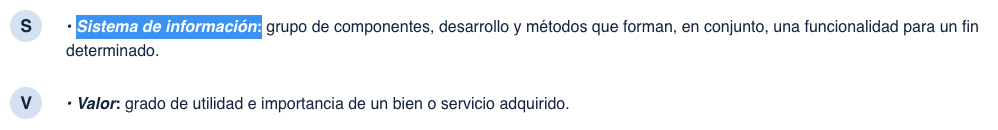 S
• Sistema de información: grupo de componentes, desarrollo y métodos que forman, en conjunto, una funcionalidad para un fin
determinado.
V
• Valor: grado de utilidad e importancia de un bien o servicio adquirido.